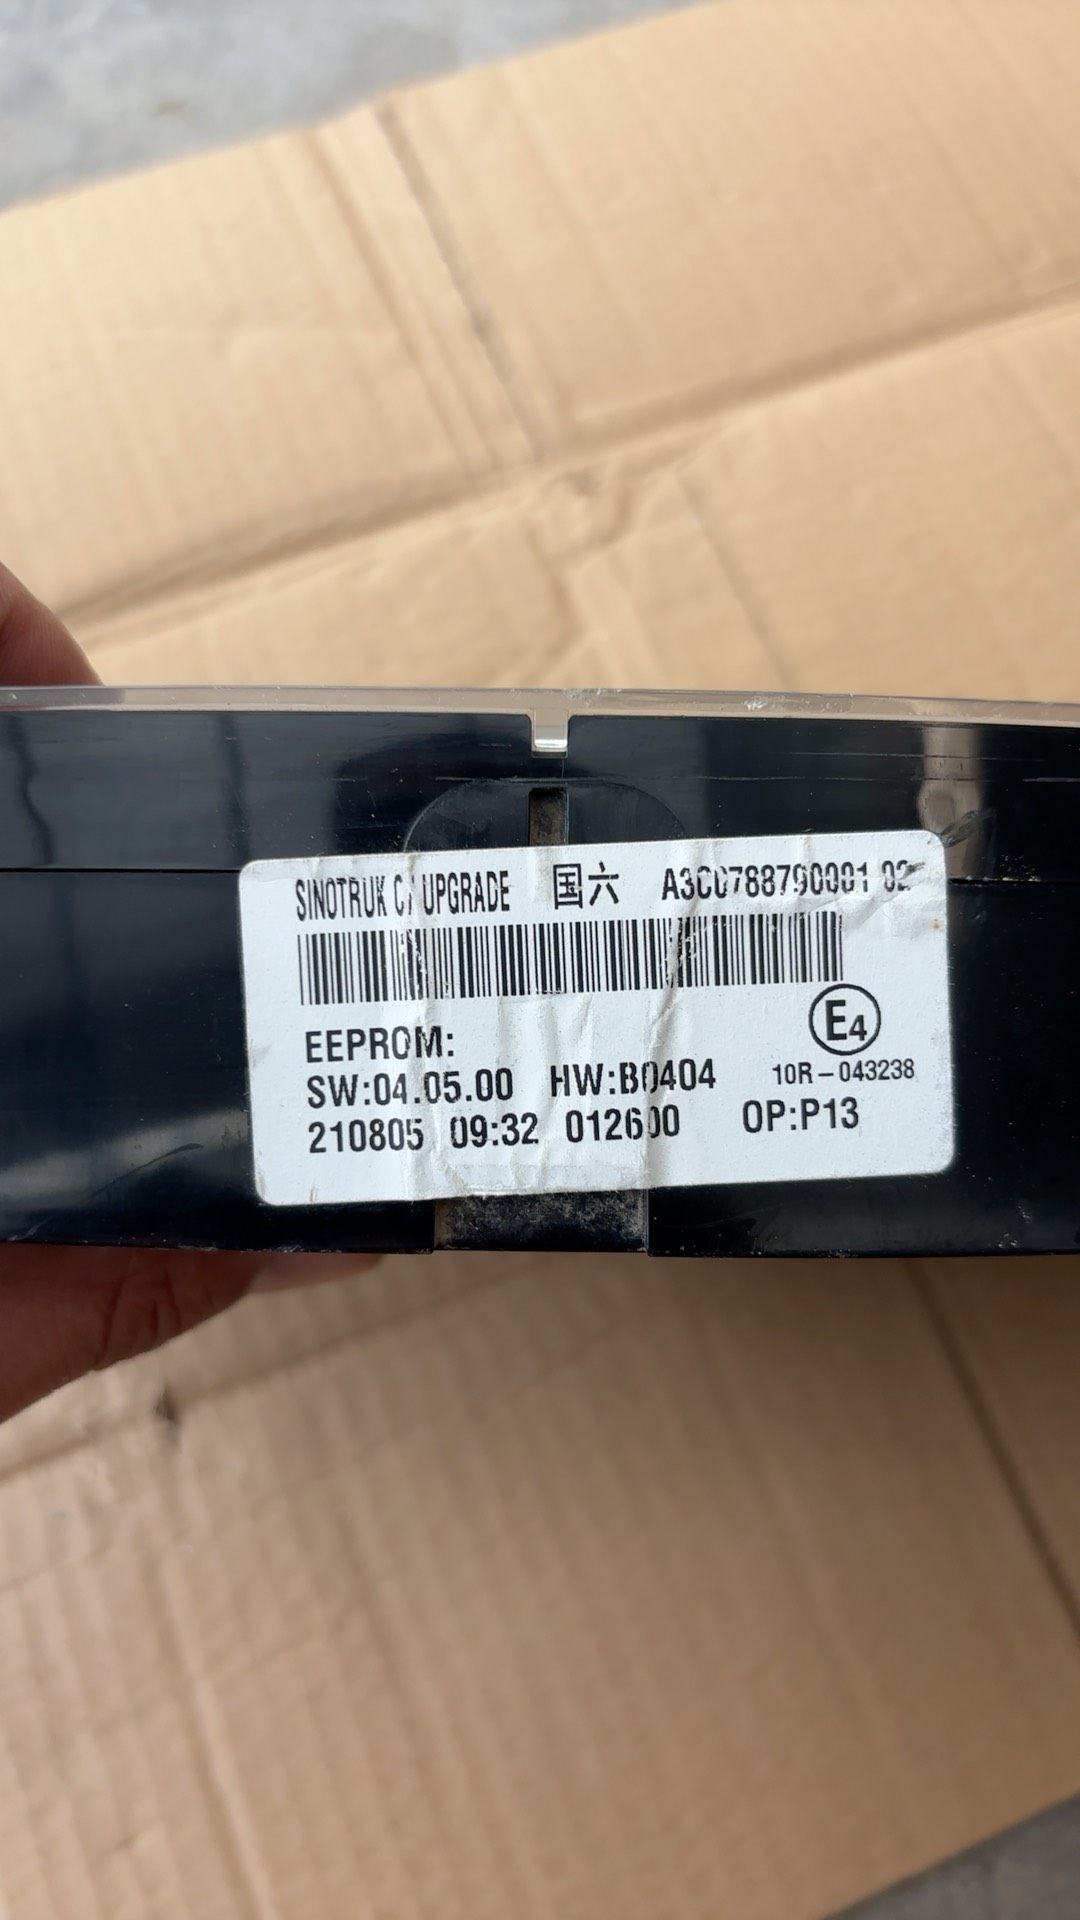 SINOTRUK UPGRADE 国六 A3C0788790001 02
E4
EEPROM:
SW:04.05.00 HW:B0404 10R-043238
210805 09:32 012600 OP:P13